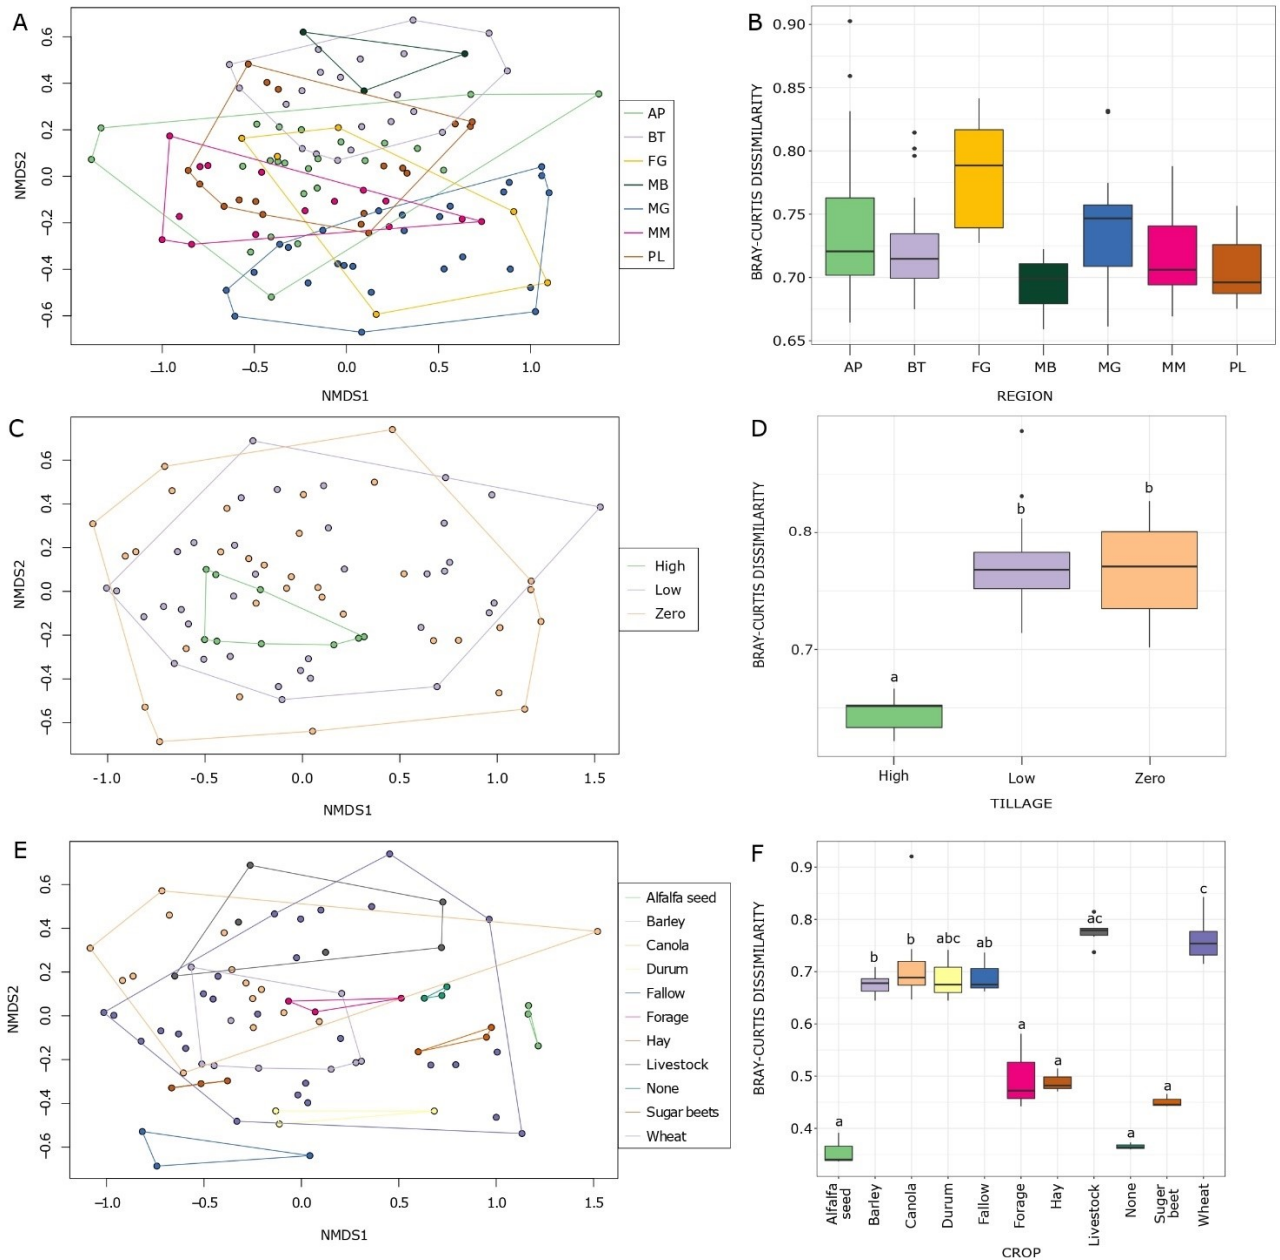 A
0.6
0.4
0.2
0.0
-0.2
-0.4
-0.6
NMDS2
-1.0
-0.5
0.0
0.5
1.0
NMDS1
AP
BT
FG
MB
MG
MM
PL
B
0.90
0.85
0.80
0.75
0.70
0.65
BRAY-CURTIS DISSIMILARITY
AP
BT
FG
MB
MG
MM
PL
REGION
C
0.6
0.4
0.2
0.0
-0.2
-0.4
-0.6
NMDS2
-1.0
-0.5
0.0
0.5
1.0
1.5
NMDS1
High
Low
Zero
D
0.8
0.7
BRAY-CURTIS DISSIMILARITY
a
b
b
High
Low
Zero
TILLAGE
E
0.6
0.4
0.2
0.0
-0.2
-0.4
-0.6
NMDS2
-1.0
-0.5
0.0
0.5
1.0
1.5
NMDS1
Alfalfa seed
Barley
Canola
Durum
Fallow
Forage
Hay
Livestock
None
Sugar beets
Wheat
F
0.9
0.8
0.7
0.6
0.5
0.4
BRAY-CURTIS DISSIMILARITY
a
b
b
abc
ab
a
a
ac
a
a
c
Alfalfa
seed
Barley
Canola
Durum
Fallow
Forage
Hay
Livestock
None
Suger
beet
Wheat
CROP